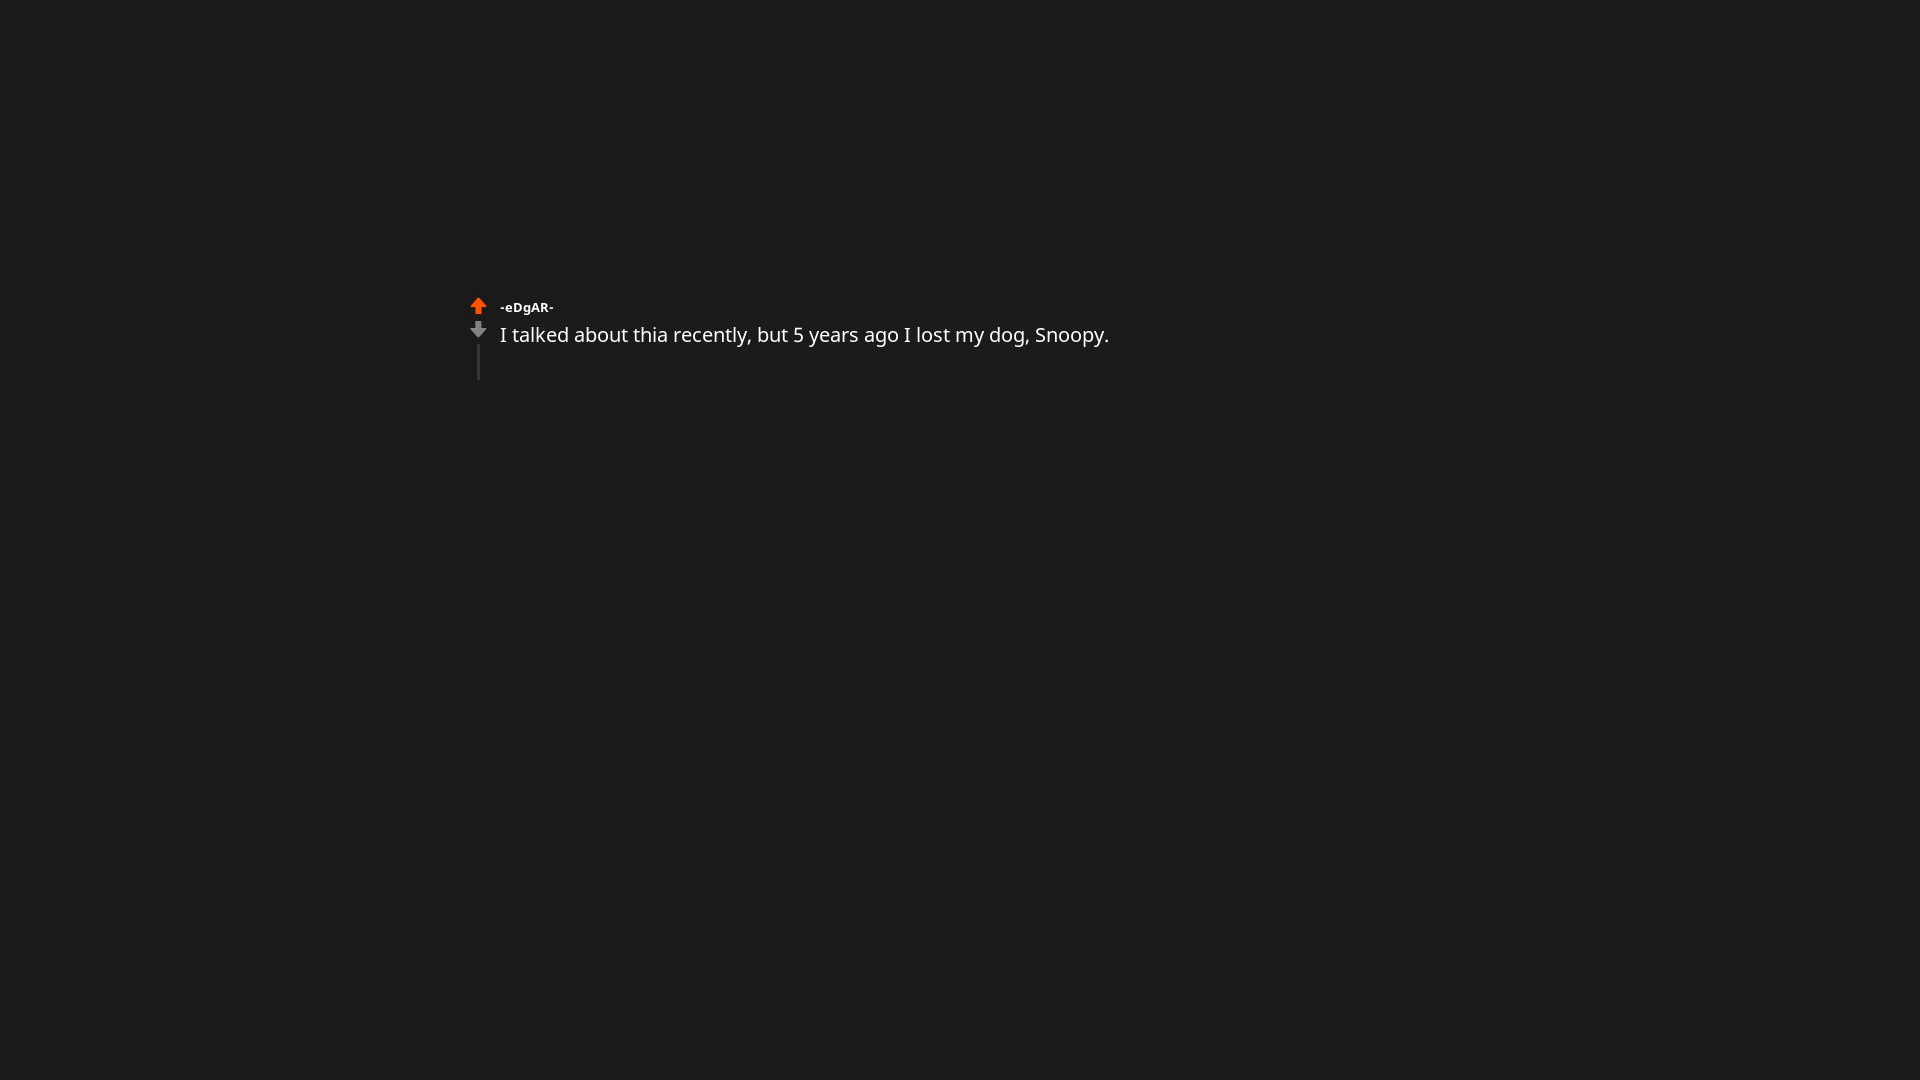 -eDgAR-
I talked about thia recently, but 5 years ago I lost my dog, Snoopy.